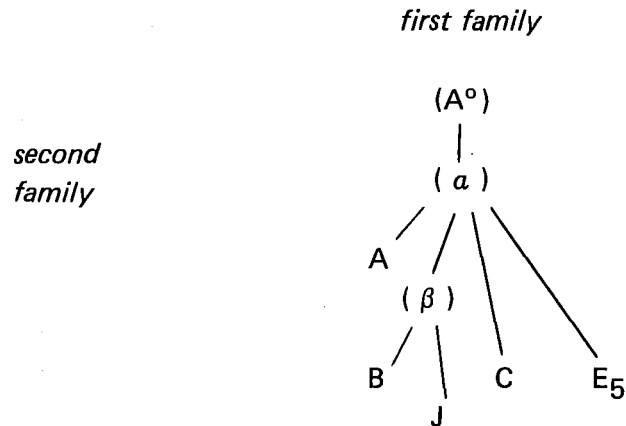 first family
(A°)
second
family
( α )
A
( β )
B
C
E5
J